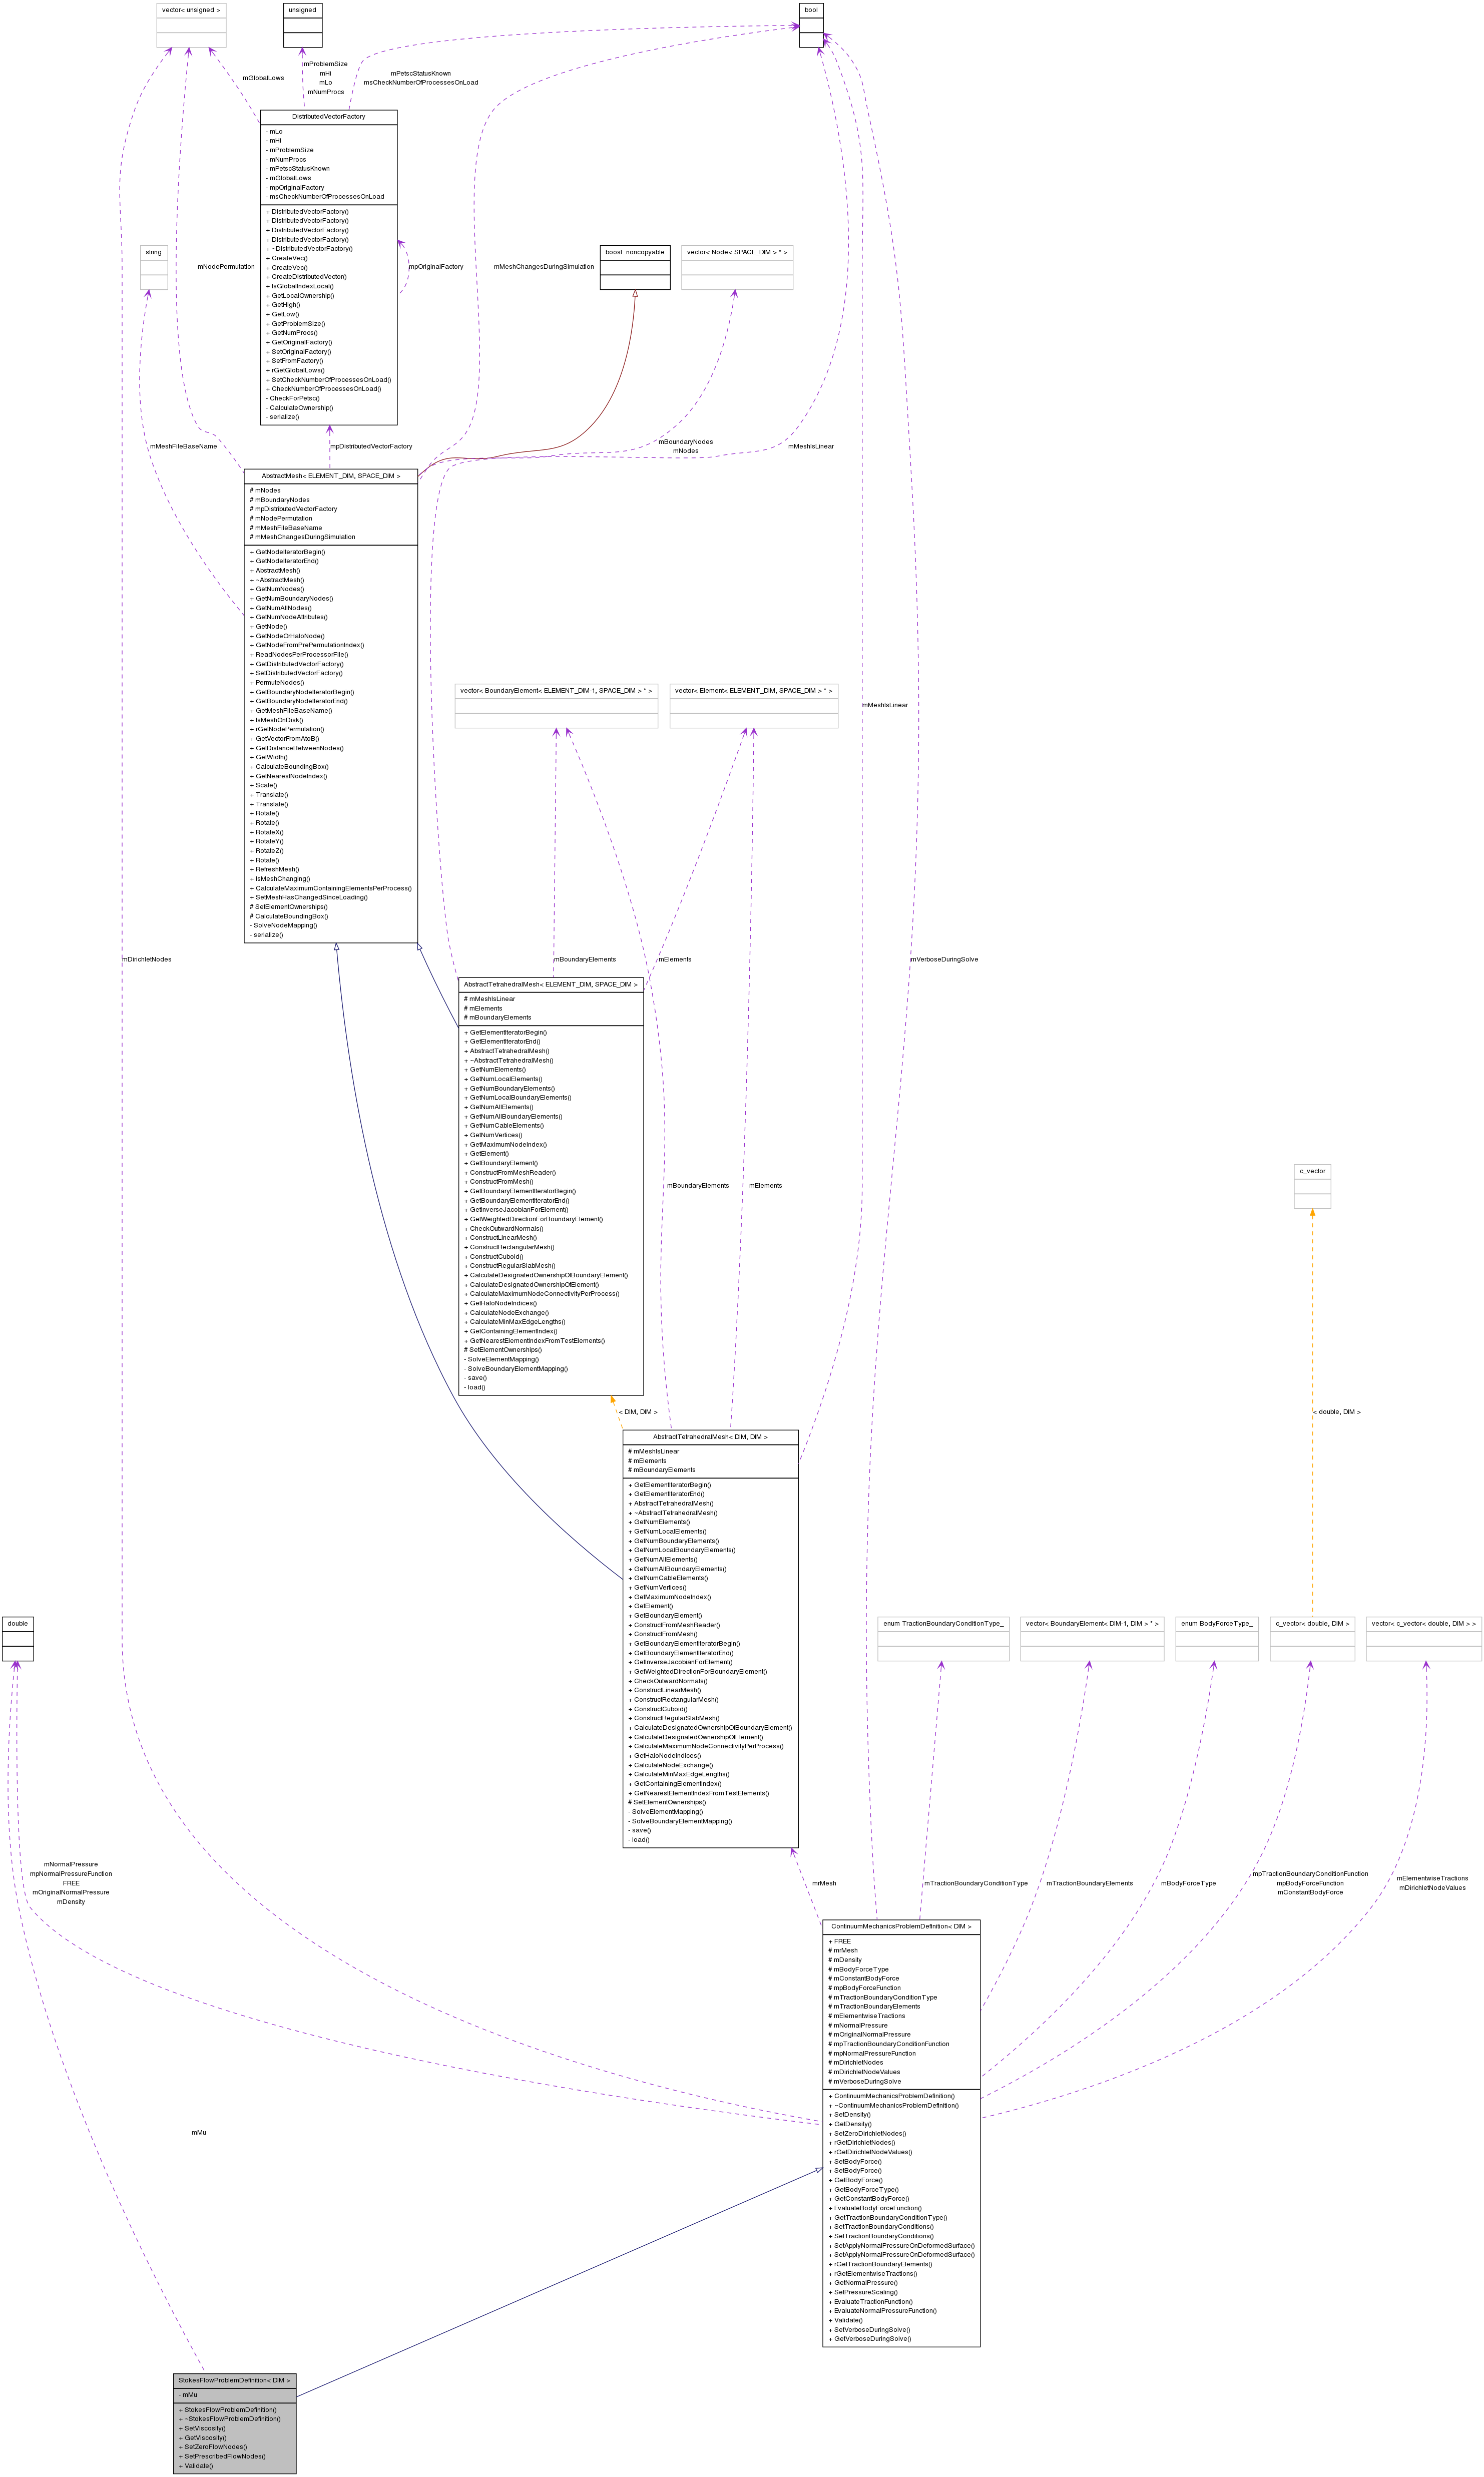 vector< unsigned >
unsigned
bool
mGlobalLows
mProblemSize
mHi
mLo
mNumProcs
mPetscStatusKnown
msCheckNumberOfProcessesOnLoad
DistributedVectorFactory
- mLo
- mHi
- mProblemSize
- mNumProcs
- mPetscStatusKnown
- mGlobalLows
- mpOriginalFactory
- msCheckNumberOfProcessesOnLoad
+ DistributedVectorFactory()
+ DistributedVectorFactory()
+ DistributedVectorFactory()
+ DistributedVectorFactory()
+ ~DistributedVectorFactory()
+ CreateVec()
+ CreateVec()
+ CreateDistributedVector()
+ IsGlobalIndexLocal()
+ GetLocalOwnership()
+ GetHigh()
+ GetLow()
+ GetProblemSize()
+ GetNumProcs()
+ GetOriginalFactory()
+ SetOriginalFactory()
+ SetFromFactory()
+ rGetGlobalLows()
+ SetCheckNumberOfProcessesOnLoad()
+ CheckNumberOfProcessesOnLoad()
- CheckForPetsc()
- CalculateOwnership()
- serialize()
string
mNodePermutation
mpOriginalFactory
mMeshChangesDuringSimulation
boost::noncopyable
vector< Node< SPACE_DIM > * >
mMeshFileBaseName
mpDistributedVectorFactory
mBoundaryNodes
mNodes
mMeshIsLinear
AbstractMesh< ELEMENT_DIM, SPACE_DIM >
# mNodes
# mBoundaryNodes
# mpDistributedVectorFactory
# mNodePermutation
# mMeshFileBaseName
# mMeshChangesDuringSimulation
+ GetNodeIteratorBegin()
+ GetNodeIteratorEnd()
+ AbstractMesh()
+ ~AbstractMesh()
+ GetNumNodes()
+ GetNumBoundaryNodes()
+ GetNumAllNodes()
+ GetNumNodeAttributes()
+ GetNode()
+ GetNodeOrHaloNode()
+ GetNodeFromPrePermutationIndex()
+ ReadNodesPerProcessorFile()
+ GetDistributedVectorFactory()
+ SetDistributedVectorFactory()
+ PermuteNodes()
+ GetBoundaryNodeIteratorBegin()
+ GetBoundaryNodeIteratorEnd()
+ GetMeshFileBaseName()
+ IsMeshOnDisk()
+ rGetNodePermutation()
+ GetVectorFromAtoB()
+ GetDistanceBetweenNodes()
+ GetWidth()
+ CalculateBoundingBox()
+ GetNearestNodeIndex()
+ Scale()
+ Translate()
+ Translate()
+ Rotate()
+ Rotate()
+ RotateX()
+ RotateY()
+ RotateZ()
+ Rotate()
+ RefreshMesh()
+ IsMeshChanging()
+ CalculateMaximumContainingElementsPerProcess()
+ SetMeshHasChangedSinceLoading()
# SetElementOwnerships()
# CalculateBoundingBox()
- SolveNodeMapping()
- serialize()
vector< BoundaryElement< ELEMENT_DIM-1, SPACE_DIM > * >
vector< Element< ELEMENT_DIM, SPACE_DIM > * >
mMeshIsLinear
mDirichletNodes
mBoundaryElements
mElements
mVerboseDuringSolve
AbstractTetrahedralMesh< ELEMENT_DIM, SPACE_DIM >
# mMeshIsLinear
# mElements
# mBoundaryElements
+ GetElementIteratorBegin()
+ GetElementIteratorEnd()
+ AbstractTetrahedralMesh()
+ ~AbstractTetrahedralMesh()
+ GetNumElements()
+ GetNumLocalElements()
+ GetNumBoundaryElements()
+ GetNumLocalBoundaryElements()
+ GetNumAllElements()
+ GetNumAllBoundaryElements()
+ GetNumCableElements()
+ GetNumVertices()
+ GetMaximumNodeIndex()
+ GetElement()
+ GetBoundaryElement()
+ ConstructFromMeshReader()
+ ConstructFromMesh()
+ GetBoundaryElementIteratorBegin()
+ GetBoundaryElementIteratorEnd()
+ GetInverseJacobianForElement()
+ GetWeightedDirectionForBoundaryElement()
+ CheckOutwardNormals()
+ ConstructLinearMesh()
+ ConstructRectangularMesh()
+ ConstructCuboid()
+ ConstructRegularSlabMesh()
+ CalculateDesignatedOwnershipOfBoundaryElement()
+ CalculateDesignatedOwnershipOfElement()
+ CalculateMaximumNodeConnectivityPerProcess()
+ GetHaloNodeIndices()
+ CalculateNodeExchange()
+ CalculateMinMaxEdgeLengths()
+ GetContainingElementIndex()
+ GetNearestElementIndexFromTestElements()
# SetElementOwnerships()
- SolveElementMapping()
- SolveBoundaryElementMapping()
- save()
- load()
mBoundaryElements
mElements
c_vector
< DIM, DIM >
< double, DIM >
AbstractTetrahedralMesh< DIM, DIM >
# mMeshIsLinear
# mElements
# mBoundaryElements
+ GetElementIteratorBegin()
+ GetElementIteratorEnd()
+ AbstractTetrahedralMesh()
+ ~AbstractTetrahedralMesh()
+ GetNumElements()
+ GetNumLocalElements()
+ GetNumBoundaryElements()
+ GetNumLocalBoundaryElements()
+ GetNumAllElements()
+ GetNumAllBoundaryElements()
+ GetNumCableElements()
+ GetNumVertices()
+ GetMaximumNodeIndex()
+ GetElement()
+ GetBoundaryElement()
+ ConstructFromMeshReader()
+ ConstructFromMesh()
+ GetBoundaryElementIteratorBegin()
+ GetBoundaryElementIteratorEnd()
+ GetInverseJacobianForElement()
+ GetWeightedDirectionForBoundaryElement()
+ CheckOutwardNormals()
+ ConstructLinearMesh()
+ ConstructRectangularMesh()
+ ConstructCuboid()
+ ConstructRegularSlabMesh()
+ CalculateDesignatedOwnershipOfBoundaryElement()
+ CalculateDesignatedOwnershipOfElement()
+ CalculateMaximumNodeConnectivityPerProcess()
+ GetHaloNodeIndices()
+ CalculateNodeExchange()
+ CalculateMinMaxEdgeLengths()
+ GetContainingElementIndex()
+ GetNearestElementIndexFromTestElements()
# SetElementOwnerships()
- SolveElementMapping()
- SolveBoundaryElementMapping()
- save()
- load()
double
enum TractionBoundaryConditionType_
vector< BoundaryElement< DIM-1, DIM > * >
enum BodyForceType_
c_vector< double, DIM >
vector< c_vector< double, DIM > >
mNormalPressure
mpNormalPressureFunction
FREE
mOriginalNormalPressure
mDensity
mrMesh
mTractionBoundaryConditionType
mTractionBoundaryElements
mBodyForceType
mpTractionBoundaryConditionFunction
mpBodyForceFunction
mConstantBodyForce
mElementwiseTractions
mDirichletNodeValues
ContinuumMechanicsProblemDefinition< DIM >
+ FREE
# mrMesh
# mDensity
# mBodyForceType
# mConstantBodyForce
# mpBodyForceFunction
# mTractionBoundaryConditionType
# mTractionBoundaryElements
# mElementwiseTractions
# mNormalPressure
# mOriginalNormalPressure
# mpTractionBoundaryConditionFunction
# mpNormalPressureFunction
# mDirichletNodes
# mDirichletNodeValues
# mVerboseDuringSolve
+ ContinuumMechanicsProblemDefinition()
+ ~ContinuumMechanicsProblemDefinition()
+ SetDensity()
+ GetDensity()
+ SetZeroDirichletNodes()
+ rGetDirichletNodes()
+ rGetDirichletNodeValues()
+ SetBodyForce()
+ SetBodyForce()
+ GetBodyForce()
+ GetBodyForceType()
+ GetConstantBodyForce()
+ EvaluateBodyForceFunction()
+ GetTractionBoundaryConditionType()
+ SetTractionBoundaryConditions()
+ SetTractionBoundaryConditions()
+ SetApplyNormalPressureOnDeformedSurface()
+ SetApplyNormalPressureOnDeformedSurface()
+ rGetTractionBoundaryElements()
+ rGetElementwiseTractions()
+ GetNormalPressure()
+ SetPressureScaling()
+ EvaluateTractionFunction()
+ EvaluateNormalPressureFunction()
+ Validate()
+ SetVerboseDuringSolve()
+ GetVerboseDuringSolve()
mMu
StokesFlowProblemDefinition< DIM >
- mMu
+ StokesFlowProblemDefinition()
+ ~StokesFlowProblemDefinition()
+ SetViscosity()
+ GetViscosity()
+ SetZeroFlowNodes()
+ SetPrescribedFlowNodes()
+ Validate()